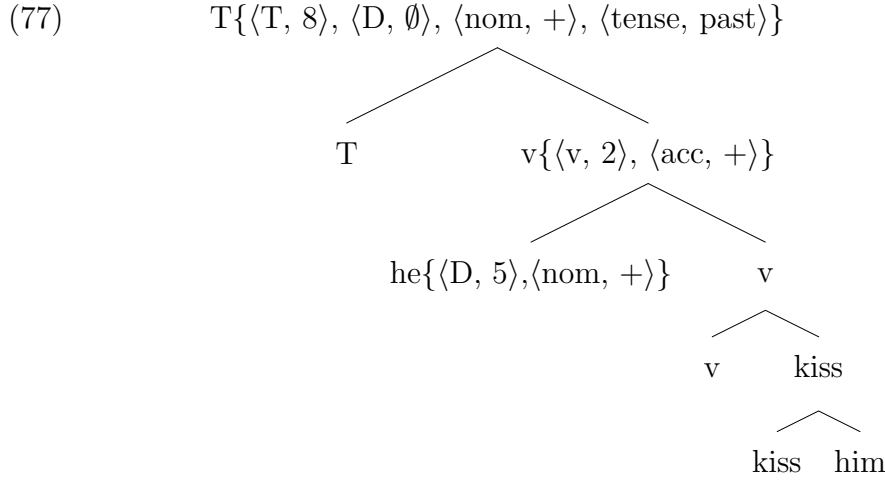 (77) T{⟨T, 8⟩, ⟨D, ∅⟩, ⟨nom, +⟩, ⟨tense, past⟩}
T v{⟨v, 2⟩, ⟨acc, +⟩}
he{⟨D, 5⟩,⟨nom, +⟩} v
v kiss
kiss him